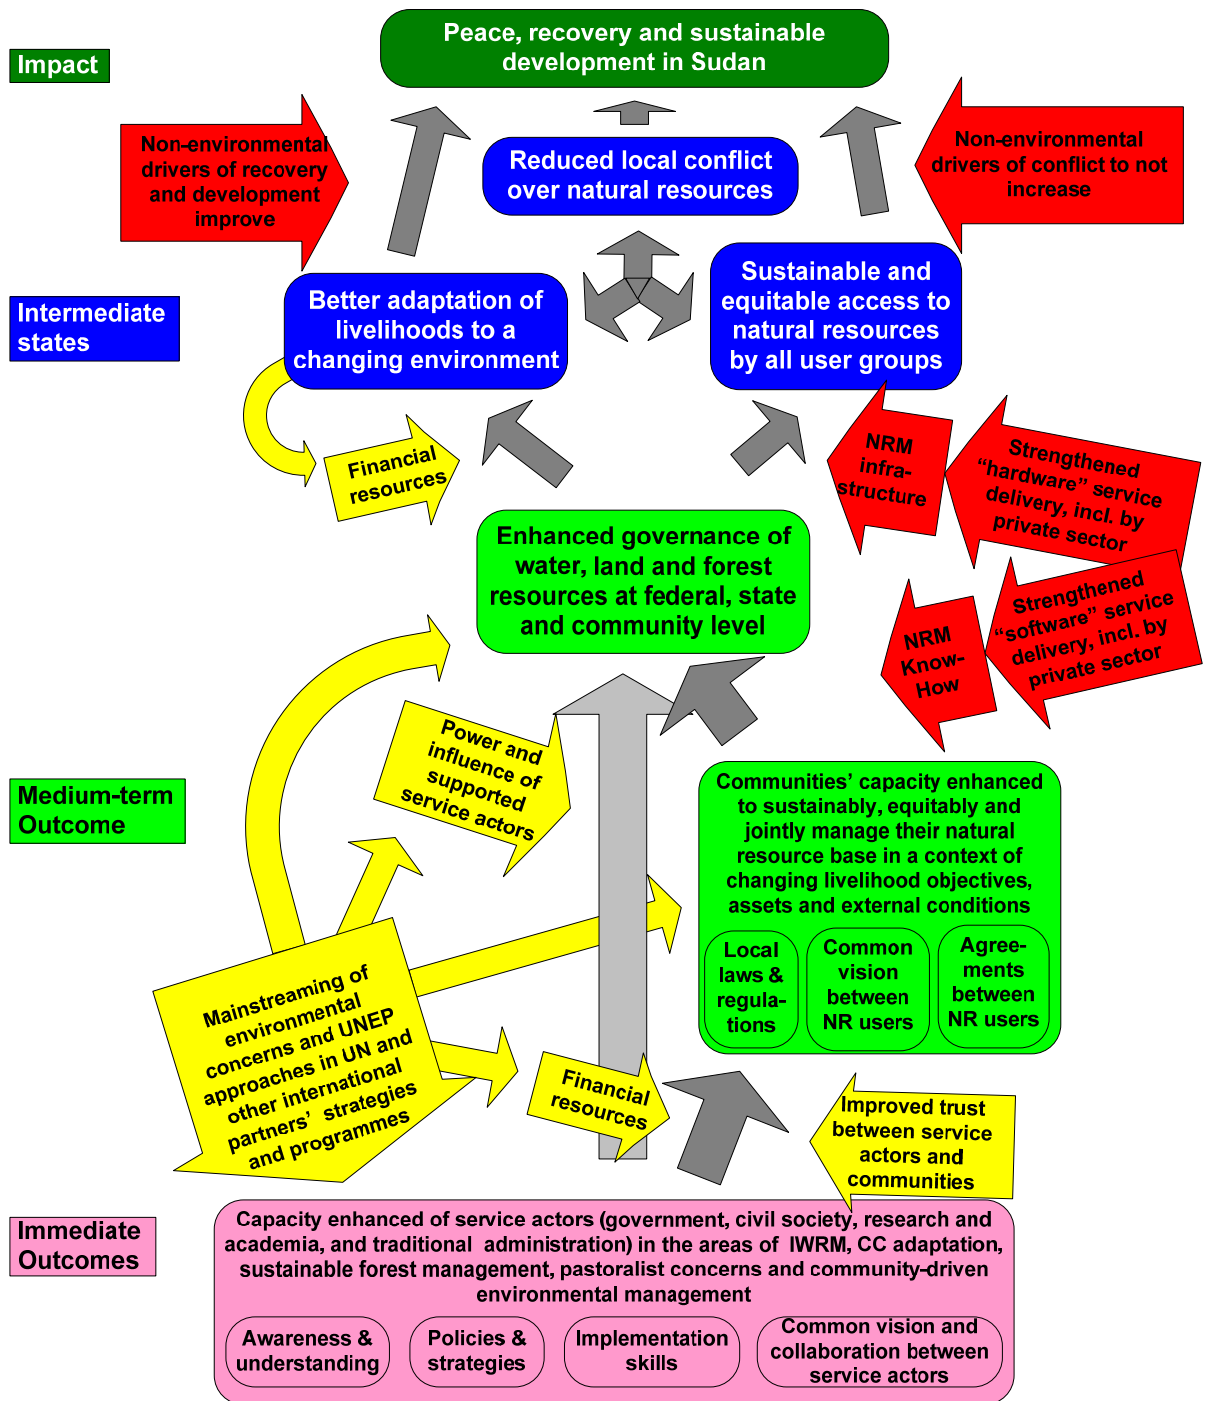 Peace, recovery and sustainable
development in Sudan
Impact
Non-environmental
drivers of recovery
and development
improve
Reduced local conflict
over natural resources
Non-environmental
drivers of conflict to not
increase
Intermediate
states
Better adaptation of
livelihoods to a
changing environment
Sustainable and
equitable access to
natural resources
by all user groups
Financial
resources
NRM
infra-
structure
Strengthened
“hardware” service
delivery, incl. by
private sector
Enhanced governance of
water, land and forest
resources at federal, state
and community level
NRM
Know-
How
Strengthened
“software” service
delivery, incl. by
private sector
Power and
influence of
supported
service actors
Medium-term
Outcome
Communities’ capacity enhanced
to sustainably, equitably and
jointly manage their natural
resource base in a context of
changing livelihood objectives,
assets and external conditions
Local
laws &
regula-
tions
Common
vision
between
NR users
Agree-
ments
between
NR users
Mainstreaming of
environmental
concerns and UNEP
approaches in UN and
other international
partners’ strategies
and programmes
Financial
resources
Improved trust
between service
actors and
communities
Immediate
Outcomes
Capacity enhanced of service actors (government, civil society, research and
academia, and traditional administration) in the areas of IWRM, CC adaptation,
sustainable forest management, pastoralist concerns and community-driven
environmental management
Awareness &
understanding
Policies &
strategies
Implementation
skills
Common vision and
collaboration between
service actors